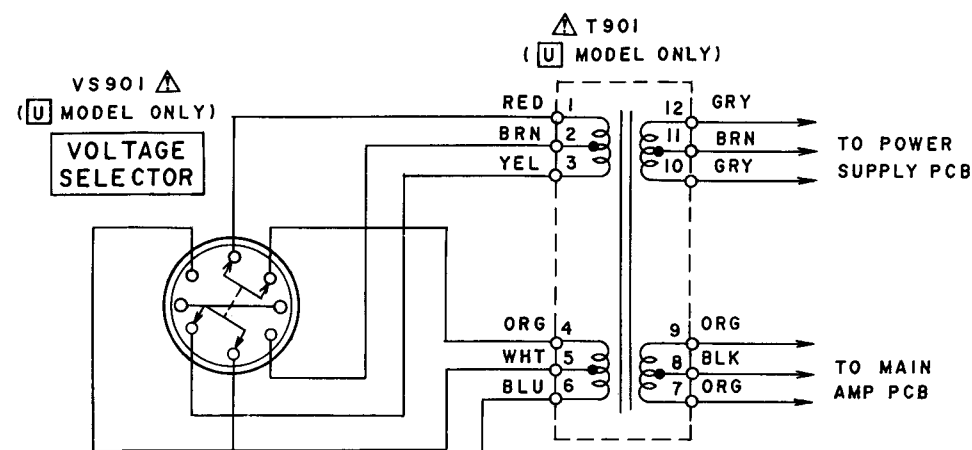 ⚠ T901
(U MODEL ONLY)
VS901 ⚠
(U MODEL ONLY)
VOLTAGE
SELECTOR
RED 1
BRN 2
YEL 3
12 GRY
11 BRN
10 GRY
TO POWER
SUPPLY PCB
ORG 4
WHT 5
BLU 6
9 ORG
8 BLK
7 ORG
TO MAIN
AMP PCB